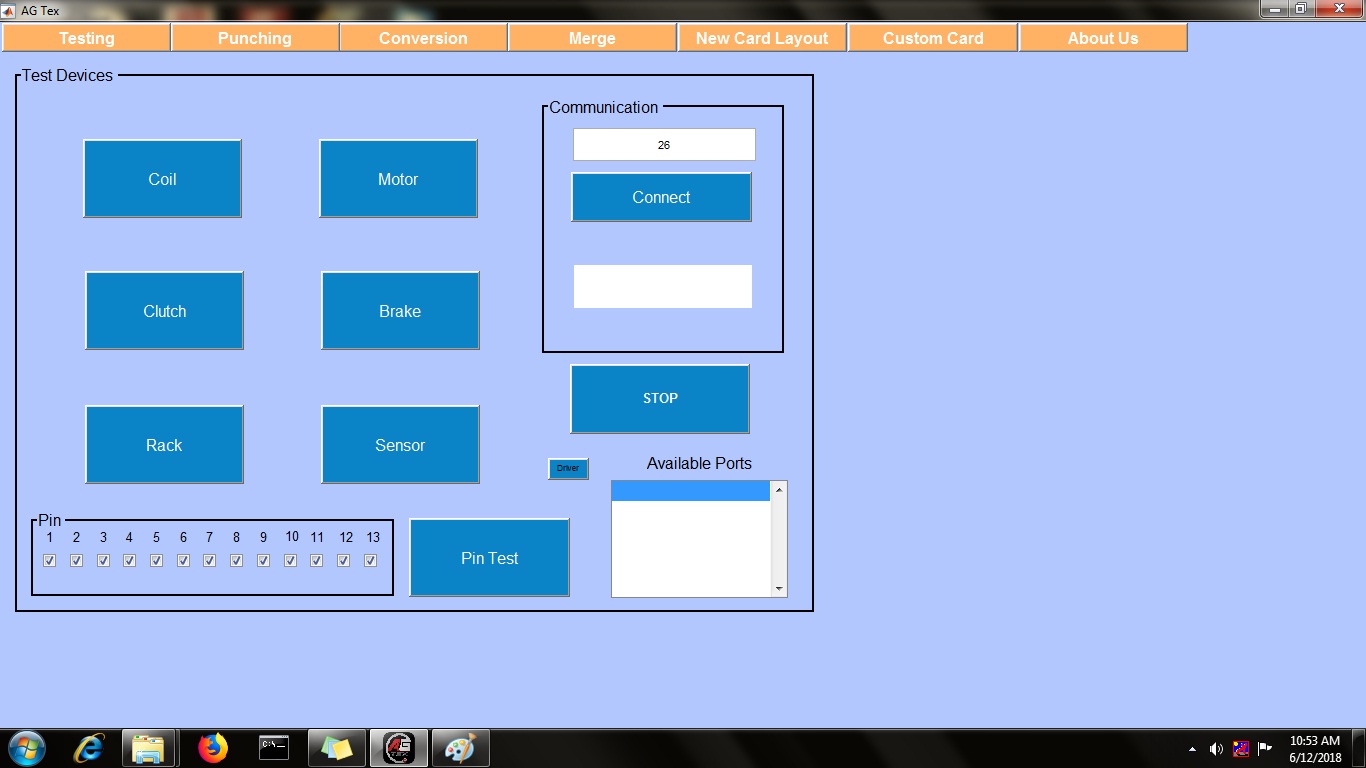 AG Tex
Testing Punching Conversion Merge New Card Layout Custom Card About Us
Test Devices
Communication
26
Coil Motor
Connect
Clutch Brake
STOP
Rack Sensor
Driver
Available Ports
Pin
1 2 3 4 5 6 7 8 9 10 11 12 13
Pin Test
C:\
AG
TEX
10:53 AM
6/12/2018